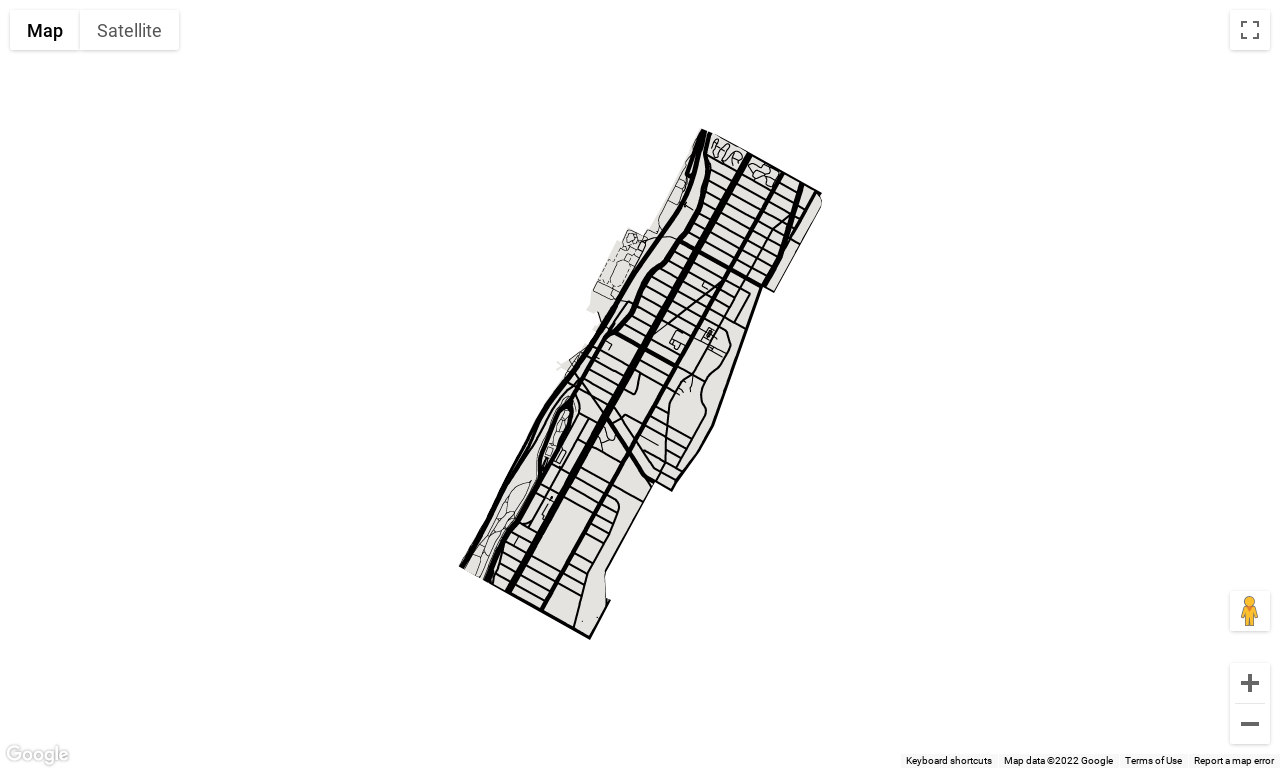 Map
Satellite
Google
Keyboard shortcuts
Map data ©2022 Google
Terms of Use
Report a map error